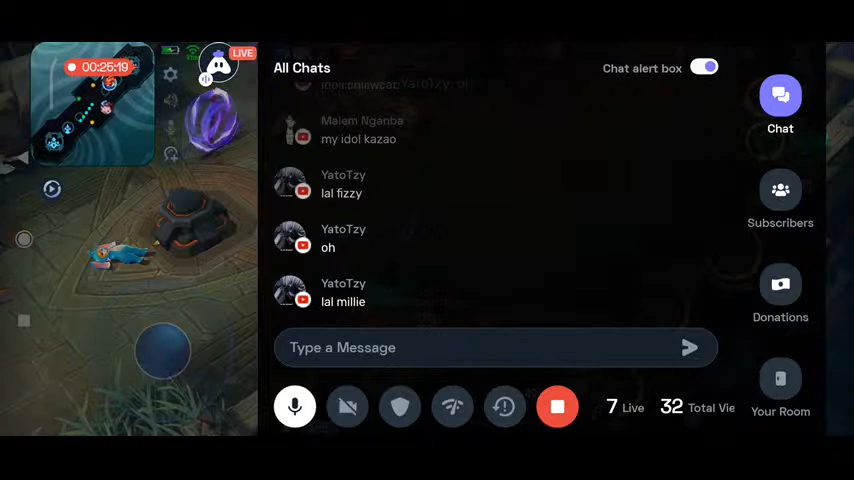 00:25:19
LIVE
All Chats
Chat alert box
Malem Nganba
my idol kazao
YatoTzy
lal fizzy
YatoTzy
oh
YatoTzy
lal millie
Type a Message
7 Live
32 Total Vie
Chat
Subscribers
Donations
Your Room